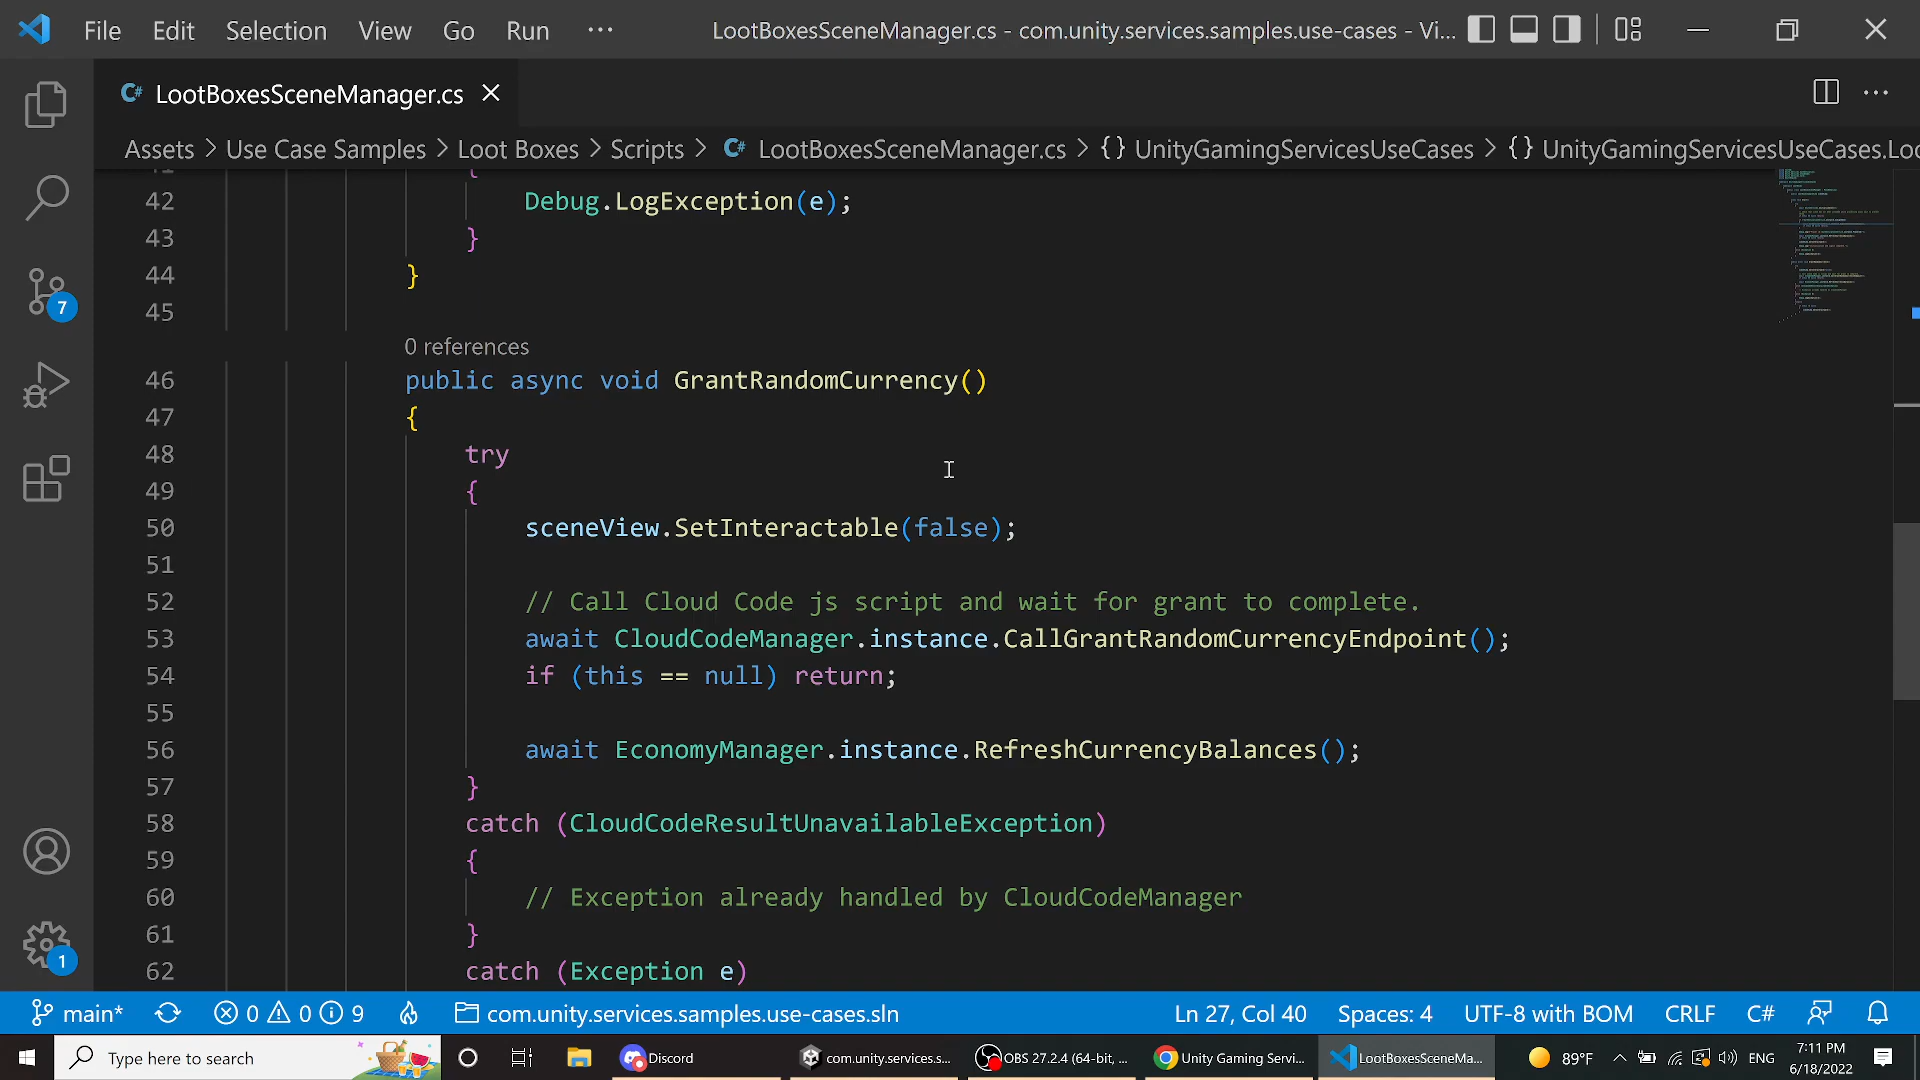 File Edit Selection View Go Run ··· LootBoxesSceneManager.cs - com.unity.services.samples.use-cases - Vi...
C# LootBoxesSceneManager.cs
Assets > Use Case Samples > Loot Boxes > Scripts > C# LootBoxesSceneManager.cs > {} UnityGamingServicesUseCases > {} UnityGamingServicesUseCases.Loo
{
42 Debug.LogException(e);
43 }
44 }
45
0 references
46 public async void GrantRandomCurrency()
47 {
48 try
49 {
50 sceneView.SetInteractable(false);
51
52 // Call Cloud Code js script and wait for grant to complete.
53 await CloudCodeManager.instance.CallGrantRandomCurrencyEndpoint();
54 if (this == null) return;
55
56 await EconomyManager.instance.RefreshCurrencyBalances();
57 }
58 catch (CloudCodeResultUnavailableException)
59 {
60 // Exception already handled by CloudCodeManager
61 }
62 catch (Exception e)
7
1
main* 0 0 9 com.unity.services.samples.use-cases.sln Ln 27, Col 40 Spaces: 4 UTF-8 with BOM CRLF C#
Type here to search Discord com.unity.services.s... OBS 27.2.4 (64-bit, ... Unity Gaming Servi... LootBoxesSceneMa... 89°F ENG 7:11 PM
6/18/2022